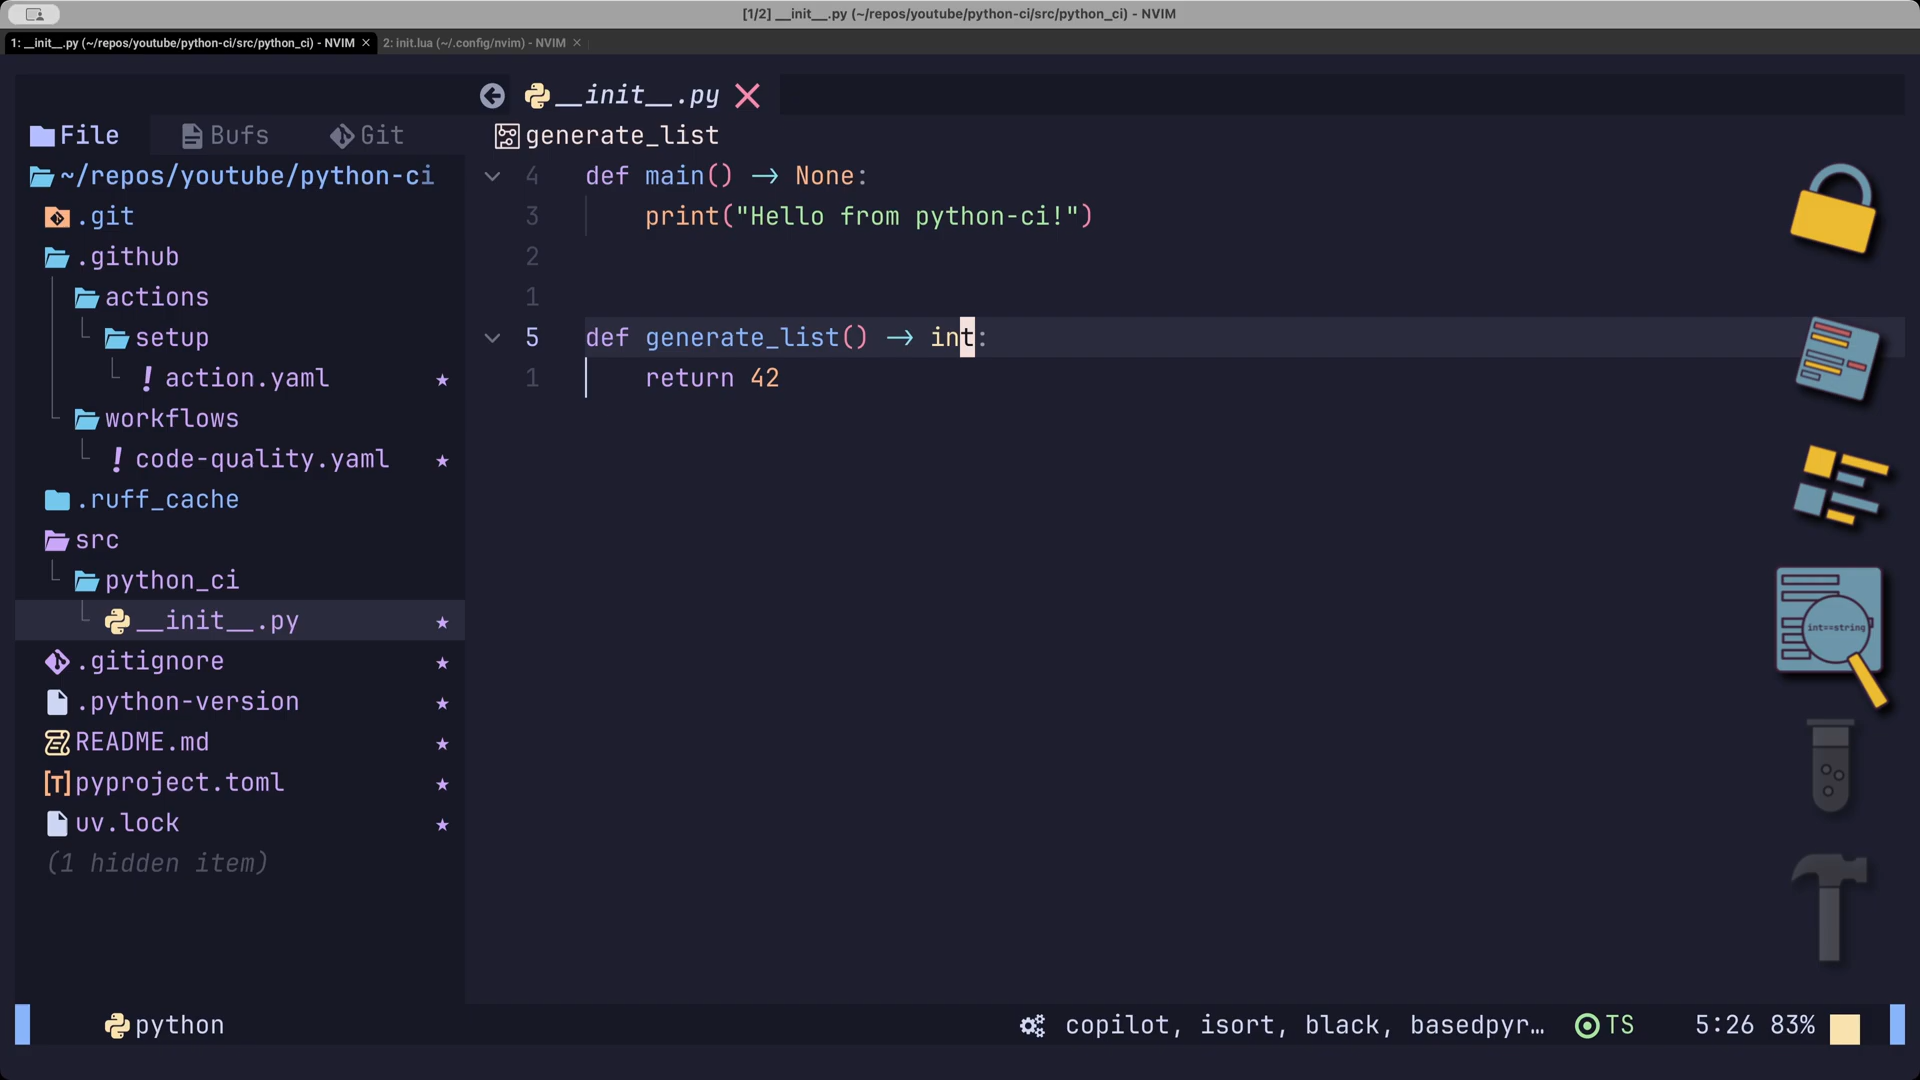 [1/2] __init__.py (~/repos/youtube/python-ci/src/python_ci) - NVIM
1: __init__.py (~/repos/youtube/python-ci/src/python_ci) - NVIM × 2: init.lua (~/.config/nvim) - NVIM ×
__init__.py
File Bufs Git
generate_list
~/repos/youtube/python-ci
.git
.github
actions
setup
! action.yaml ★
workflows
! code-quality.yaml ★
.ruff_cache
src
python_ci
__init__.py ★
.gitignore ★
.python-version ★
README.md ★
[T] pyproject.toml ★
uv.lock ★
(1 hidden item)
4 def main() -> None:
3 print("Hello from python-ci!")
2
1
5 def generate_list() -> int:
1 return 42
int==string
python copilot, isort, black, basedpyr… TS 5:26 83%